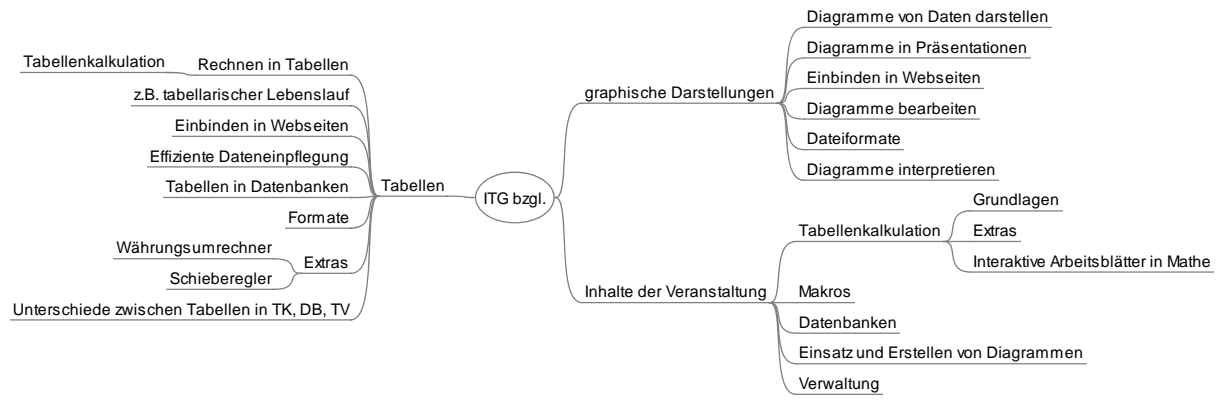 ITG bzgl.
Tabellen
Rechnen in Tabellen
Tabellenkalkulation
z.B. tabellarischer Lebenslauf
Einbinden in Webseiten
Effiziente Dateneinpflegung
Tabellen in Datenbanken
Formate
Extras
Währungsumrechner
Schieberegler
Unterschiede zwischen Tabellen in TK, DB, TV
graphische Darstellungen
Diagramme von Daten darstellen
Diagramme in Präsentationen
Einbinden in Webseiten
Diagramme bearbeiten
Dateiformate
Diagramme interpretieren
Inhalte der Veranstaltung
Tabellenkalkulation
Grundlagen
Extras
Interaktive Arbeitsblätter in Mathe
Makros
Datenbanken
Einsatz und Erstellen von Diagrammen
Verwaltung